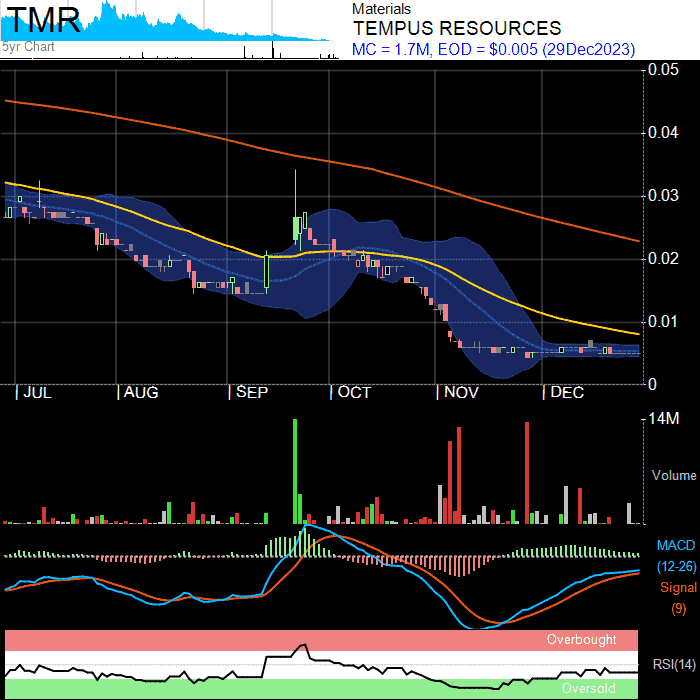 TMR
5yr Chart
Materials
TEMPUS RESOURCES
MC = 1.7M, EOD = $0.005 (29Dec2023)
0.05
0.04
0.03
0.02
0.01
0
JUL AUG SEP OCT NOV DEC
14M
Volume
MACD
(12-26)
Signal
(9)
Overbought
RSI(14)
Oversold